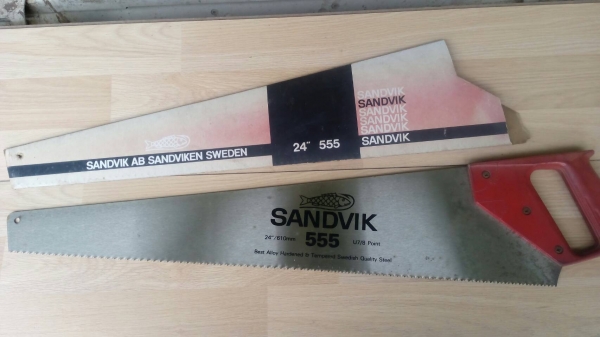 SANDVIK
SANDVIK
SANDVIK
SANDVIK
SANDVIK
SANDVIK
24" 555
SANDVIK AB SANDVIKEN SWEDEN
SANDVIK
24"/610mm 555 Point
Best Alloy Hardened & Tempered Swedish Quality Steel